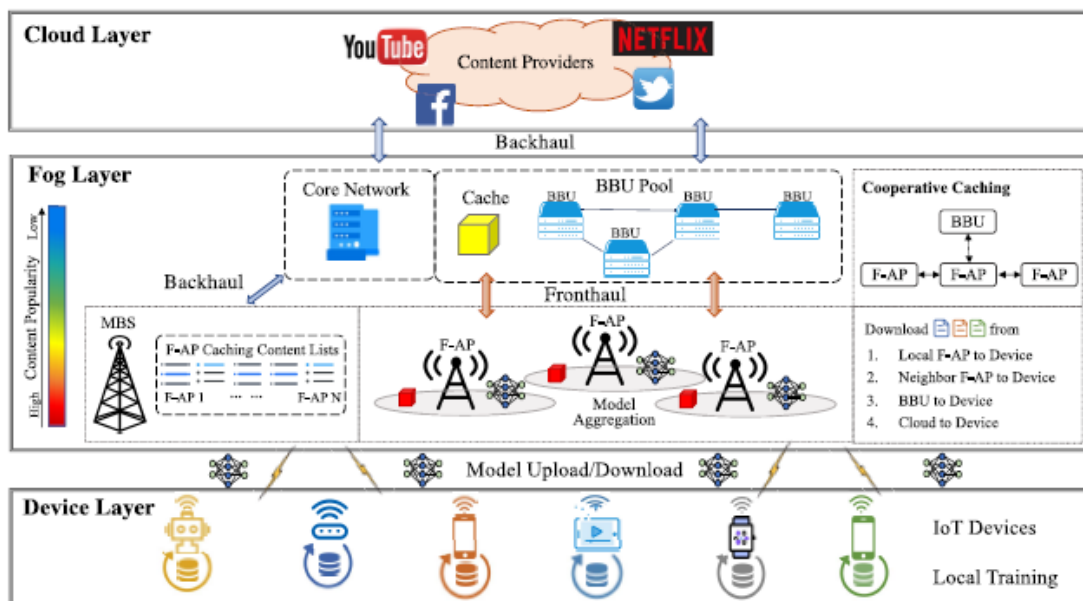 Cloud Layer
YouTube
NETFLIX
Content Providers
Backhaul
Fog Layer
Core Network
Cache
BBU Pool
BBU
BBU
BBU
BBU
Cooperative Caching
BBU
F-AP
F-AP
F-AP
Low
Content Popularity
High
Backhaul
Fronthaul
MBS
F-AP Caching Content Lists
F-AP 1
... ...
F-AP N
F-AP
F-AP
F-AP
Model
Aggregation
Download from
1. Local F-AP to Device
2. Neighbor F-AP to Device
3. BBU to Device
4. Cloud to Device
Model Upload/Download
Device Layer
IoT Devices
Local Training